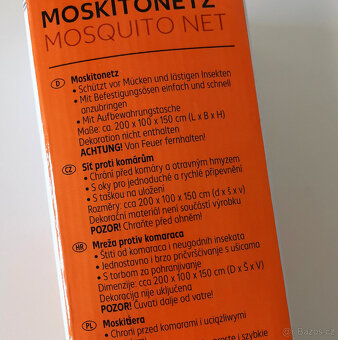 MOSKITONETZ
MOSQUITO NET
D Moskitonetz
• Schützt vor Mücken und lästigen Insekten
• Mit Befestigungsösen einfach und schnell
anzubringen
• Mit Aufbewahrungstasche
Maße: ca. 200 x 100 x 150 cm (L x B x H)
Dekoration nicht enthalten
ACHTUNG! Von Feuer fernhalten!
CZ Síť proti komárům
• Chrání před komáry a otravným hmyzem
• S oky pro jednoduché a rychlé připevnění
• S taškou na uložení
Rozměry: cca 200 x 100 x 150 cm (d x š x v)
Dekorační materiál není součástí výrobku
POZOR! Chraňte před ohněm!
HR Mreža protiv komaraca
• Štiti od komaraca i neugodnih insekata
• Jednostavno i brzo pričvršćivanje s ušicama
• S torbom za pohranjivanje
Dimenzije: cca 200 x 100 x 150 cm (D x Š x V)
Dekoracija nije uključena
POZOR! Čuvati dalje od vatre!
PL Moskitiera
• Chroni przed komarami i uciążliwymi
proste i szybkie
Bazos.cz